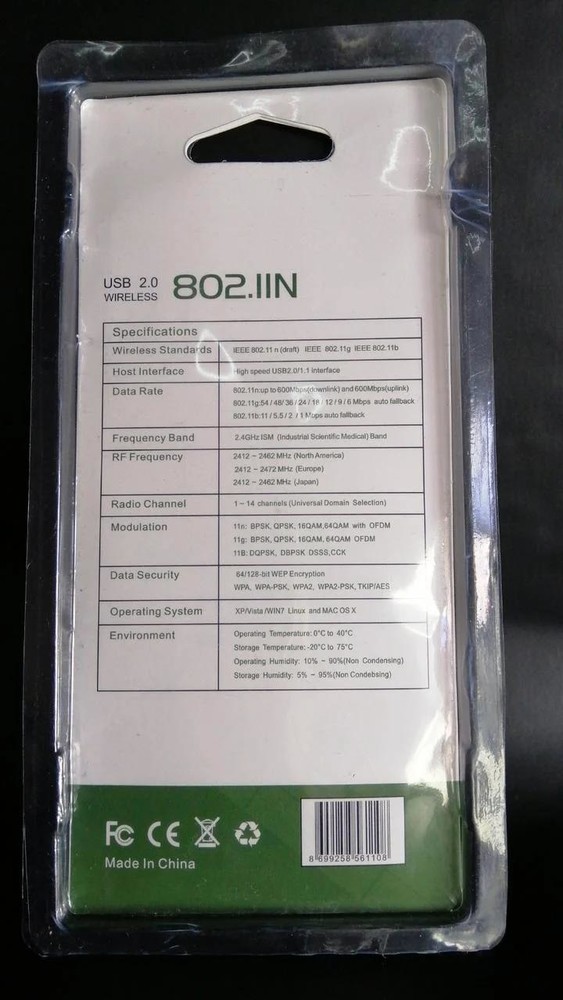 USB 2.0
WIRELESS
802.11N
Specifications
Wireless Standards IEEE 802.11 n (draft) IEEE 802.11g IEEE 802.11b
Host Interface High speed USB2.0/1.1 interface
Data Rate 802.11n:up to 600Mbps(downlink) and 600Mbps(uplink)
802.11g:54 / 48/ 36 / 24 / 18 / 12 / 9 / 6 Mbps auto fallback
802.11b:11 / 5.5 / 2 / 1 Mbps auto fallback
Frequency Band 2.4GHz ISM (Industrial Scientific Medical) Band
RF Frequency 2412 ~ 2462 MHz (North America)
2412 ~ 2472 MHz (Europe)
2412 ~ 2462 MHz (Japan)
Radio Channel 1 ~ 14 channels (Universal Domain Selection)
Modulation 11n: BPSK, QPSK, 16QAM,64QAM with OFDM
11g: BPSK, QPSK, 16QAM, 64QAM OFDM
11B: DQPSK, DBPSK DSSS,CCK
Data Security 64/128-bit WEP Encryption
WPA, WPA-PSK, WPA2, WPA2-PSK, TKIP/AES
Operating System XP/Vista /WIN7 Linux and MAC OS X
Environment Operating Temperature: 0°C to 40°C
Storage Temperature: -20°C to 75°C
Operating Humidity: 10% ~ 90%(Non Condensing)
Storage Humidity: 5% ~ 95%(Non Condebsing)
FC CE
Made In China
8 699258 561108